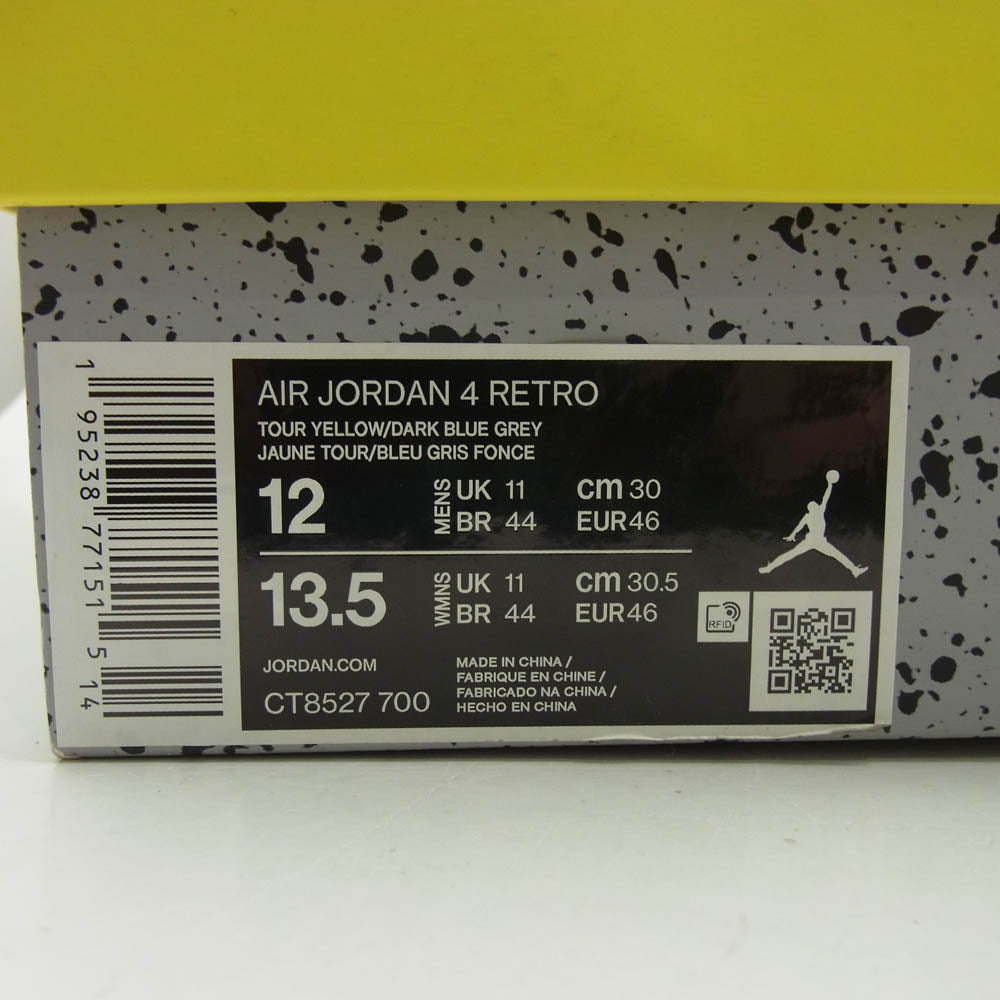 1 95238 77151 5 14
AIR JORDAN 4 RETRO
TOUR YELLOW/DARK BLUE GREY
JAUNE TOUR/BLEU GRIS FONCE
12 MENS UK 11 cm 30
BR 44 EUR 46
13.5 WMNS UK 11 cm 30.5
BR 44 EUR 46
RFID
JORDAN.COM
CT8527 700
MADE IN CHINA /
FABRIQUE EN CHINE /
FABRICADO NA CHINA /
HECHO EN CHINA